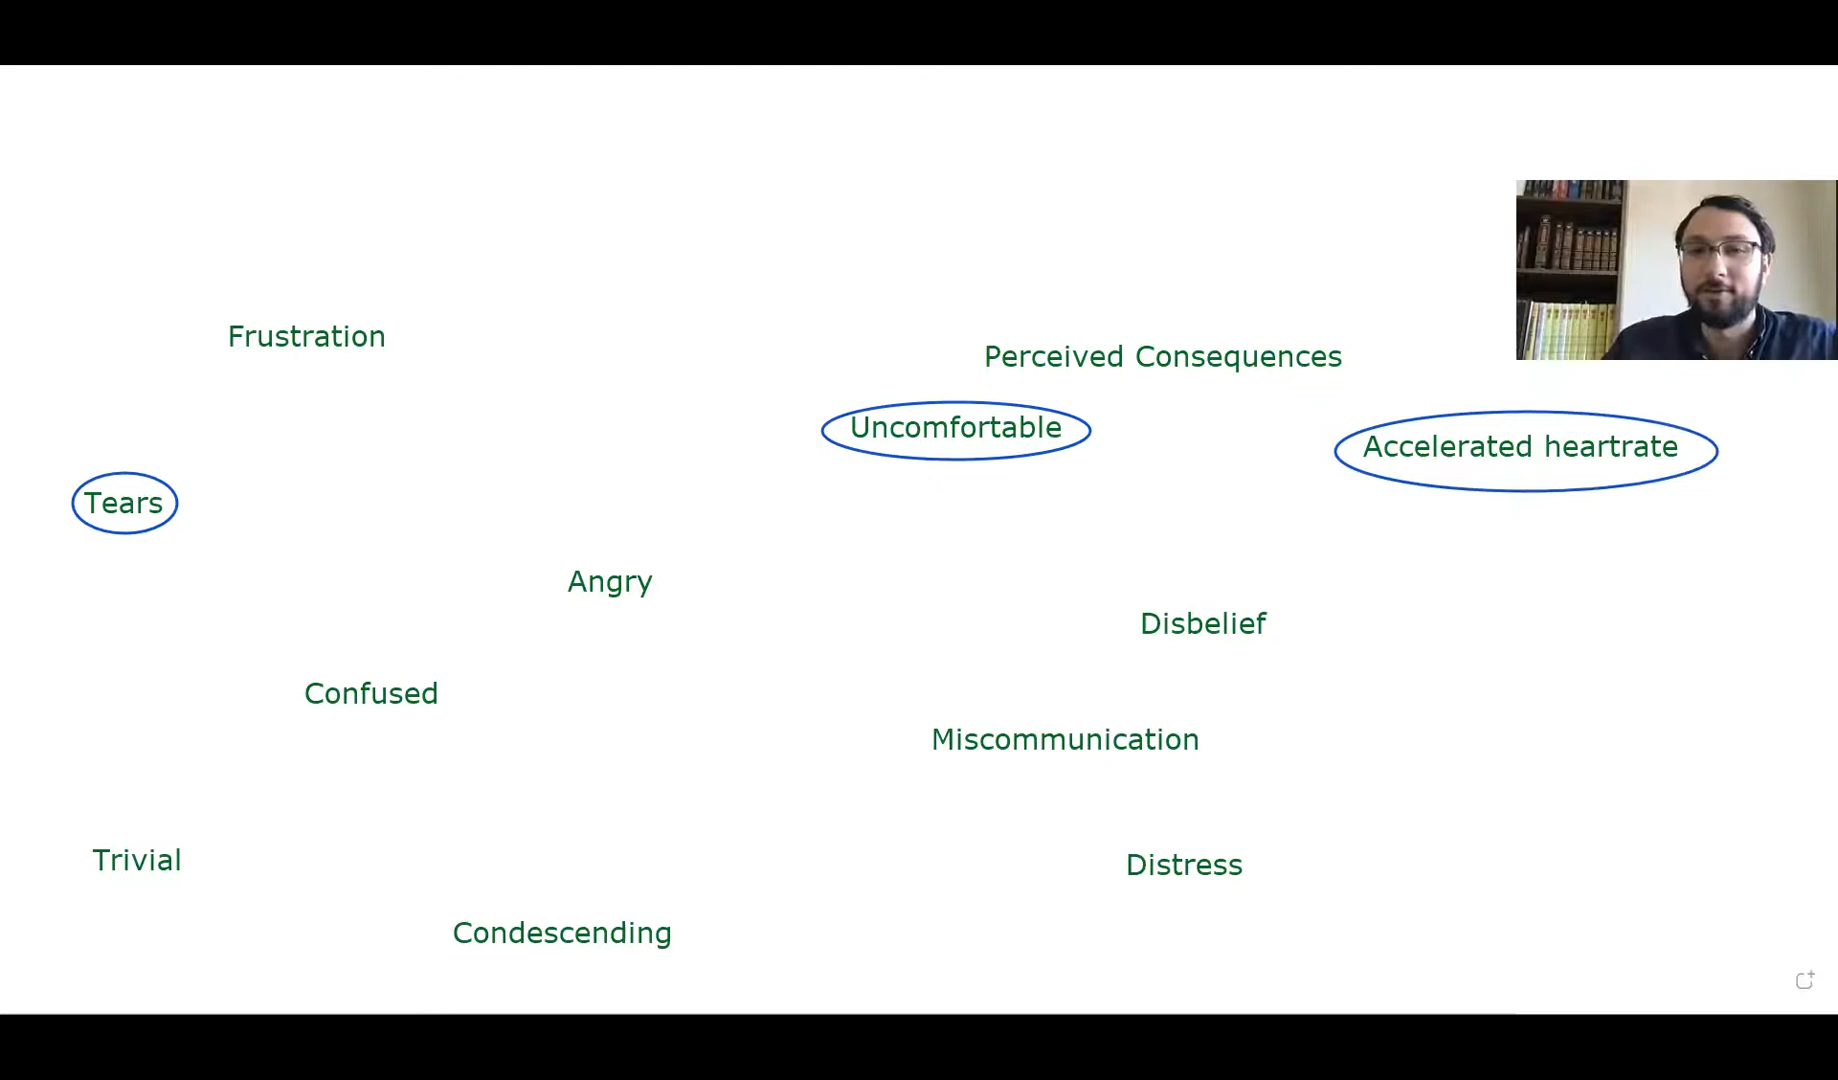 Frustration
Perceived Consequences
Uncomfortable
Accelerated heartrate
Tears
Angry
Disbelief
Confused
Miscommunication
Trivial
Distress
Condescending